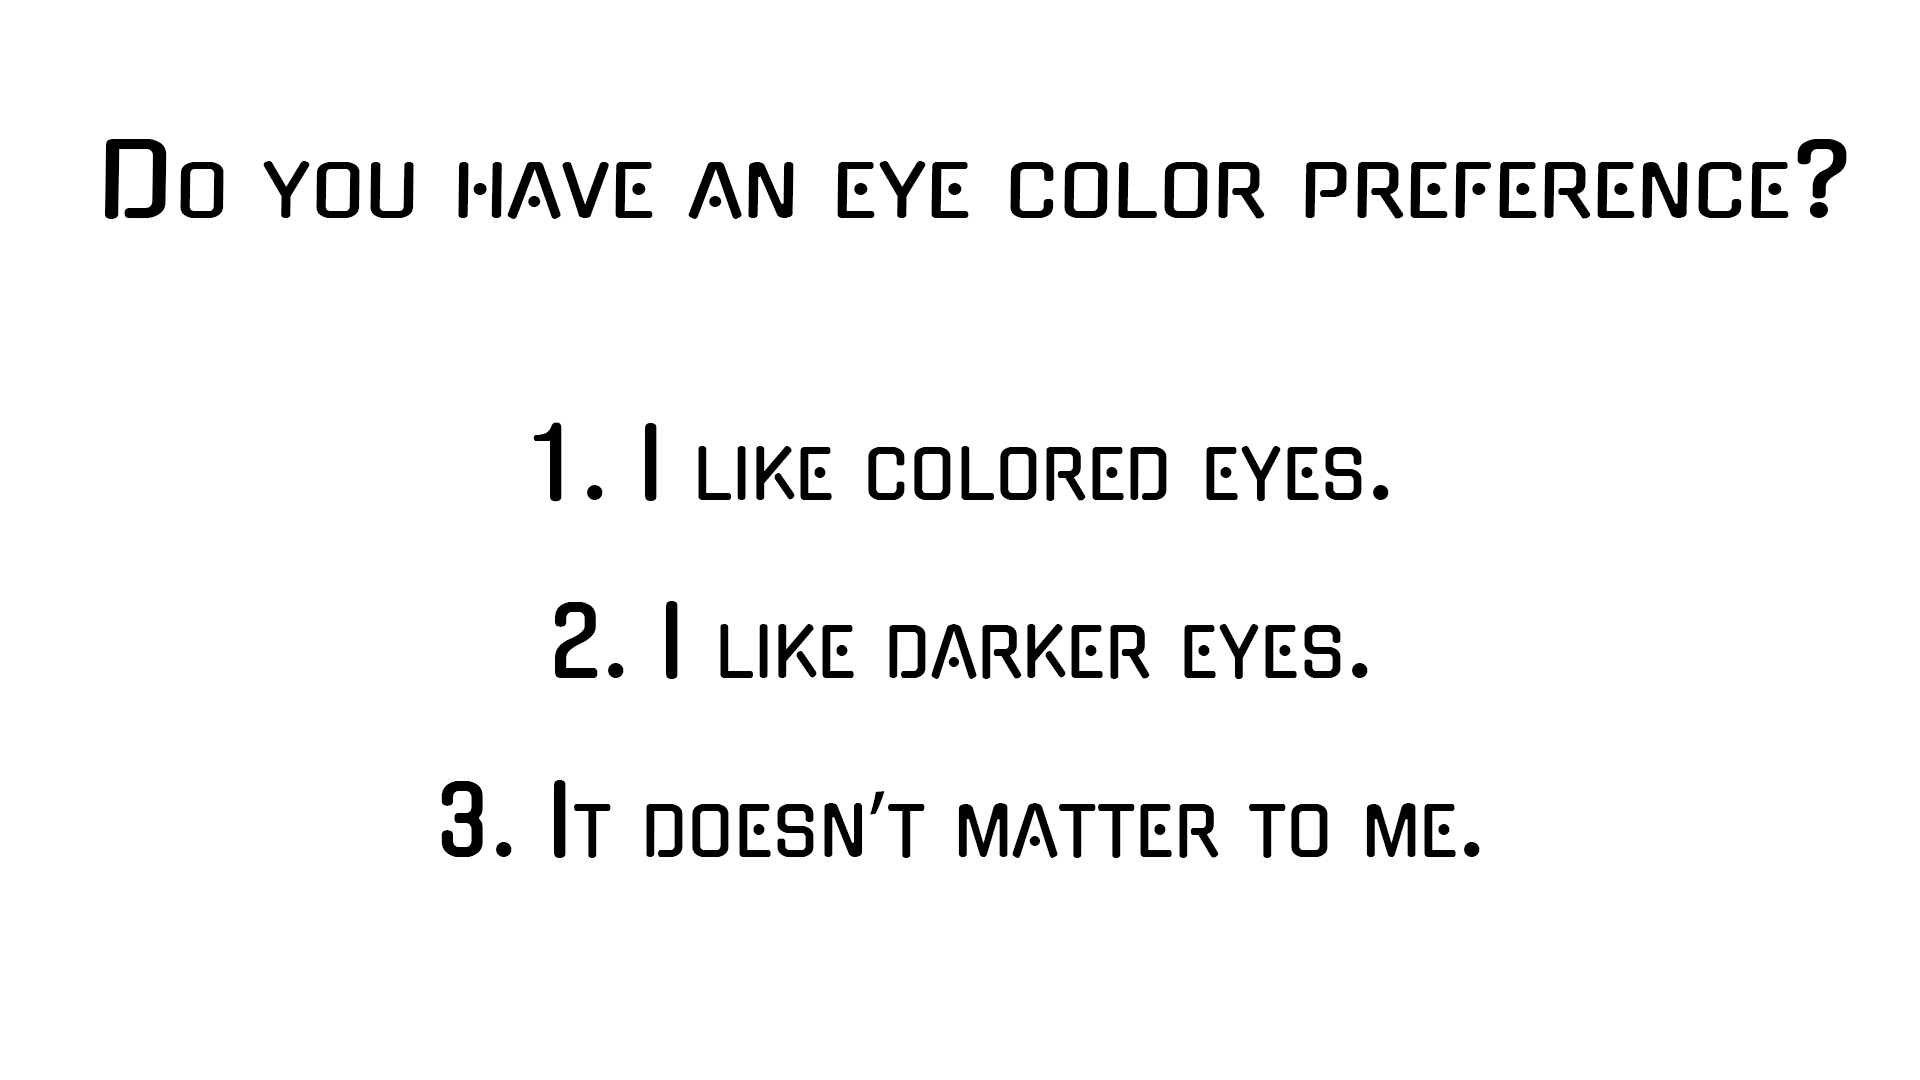 Do you have an eye color preference?
1. I like colored eyes.
2. I like darker eyes.
3. It doesn't matter to me.